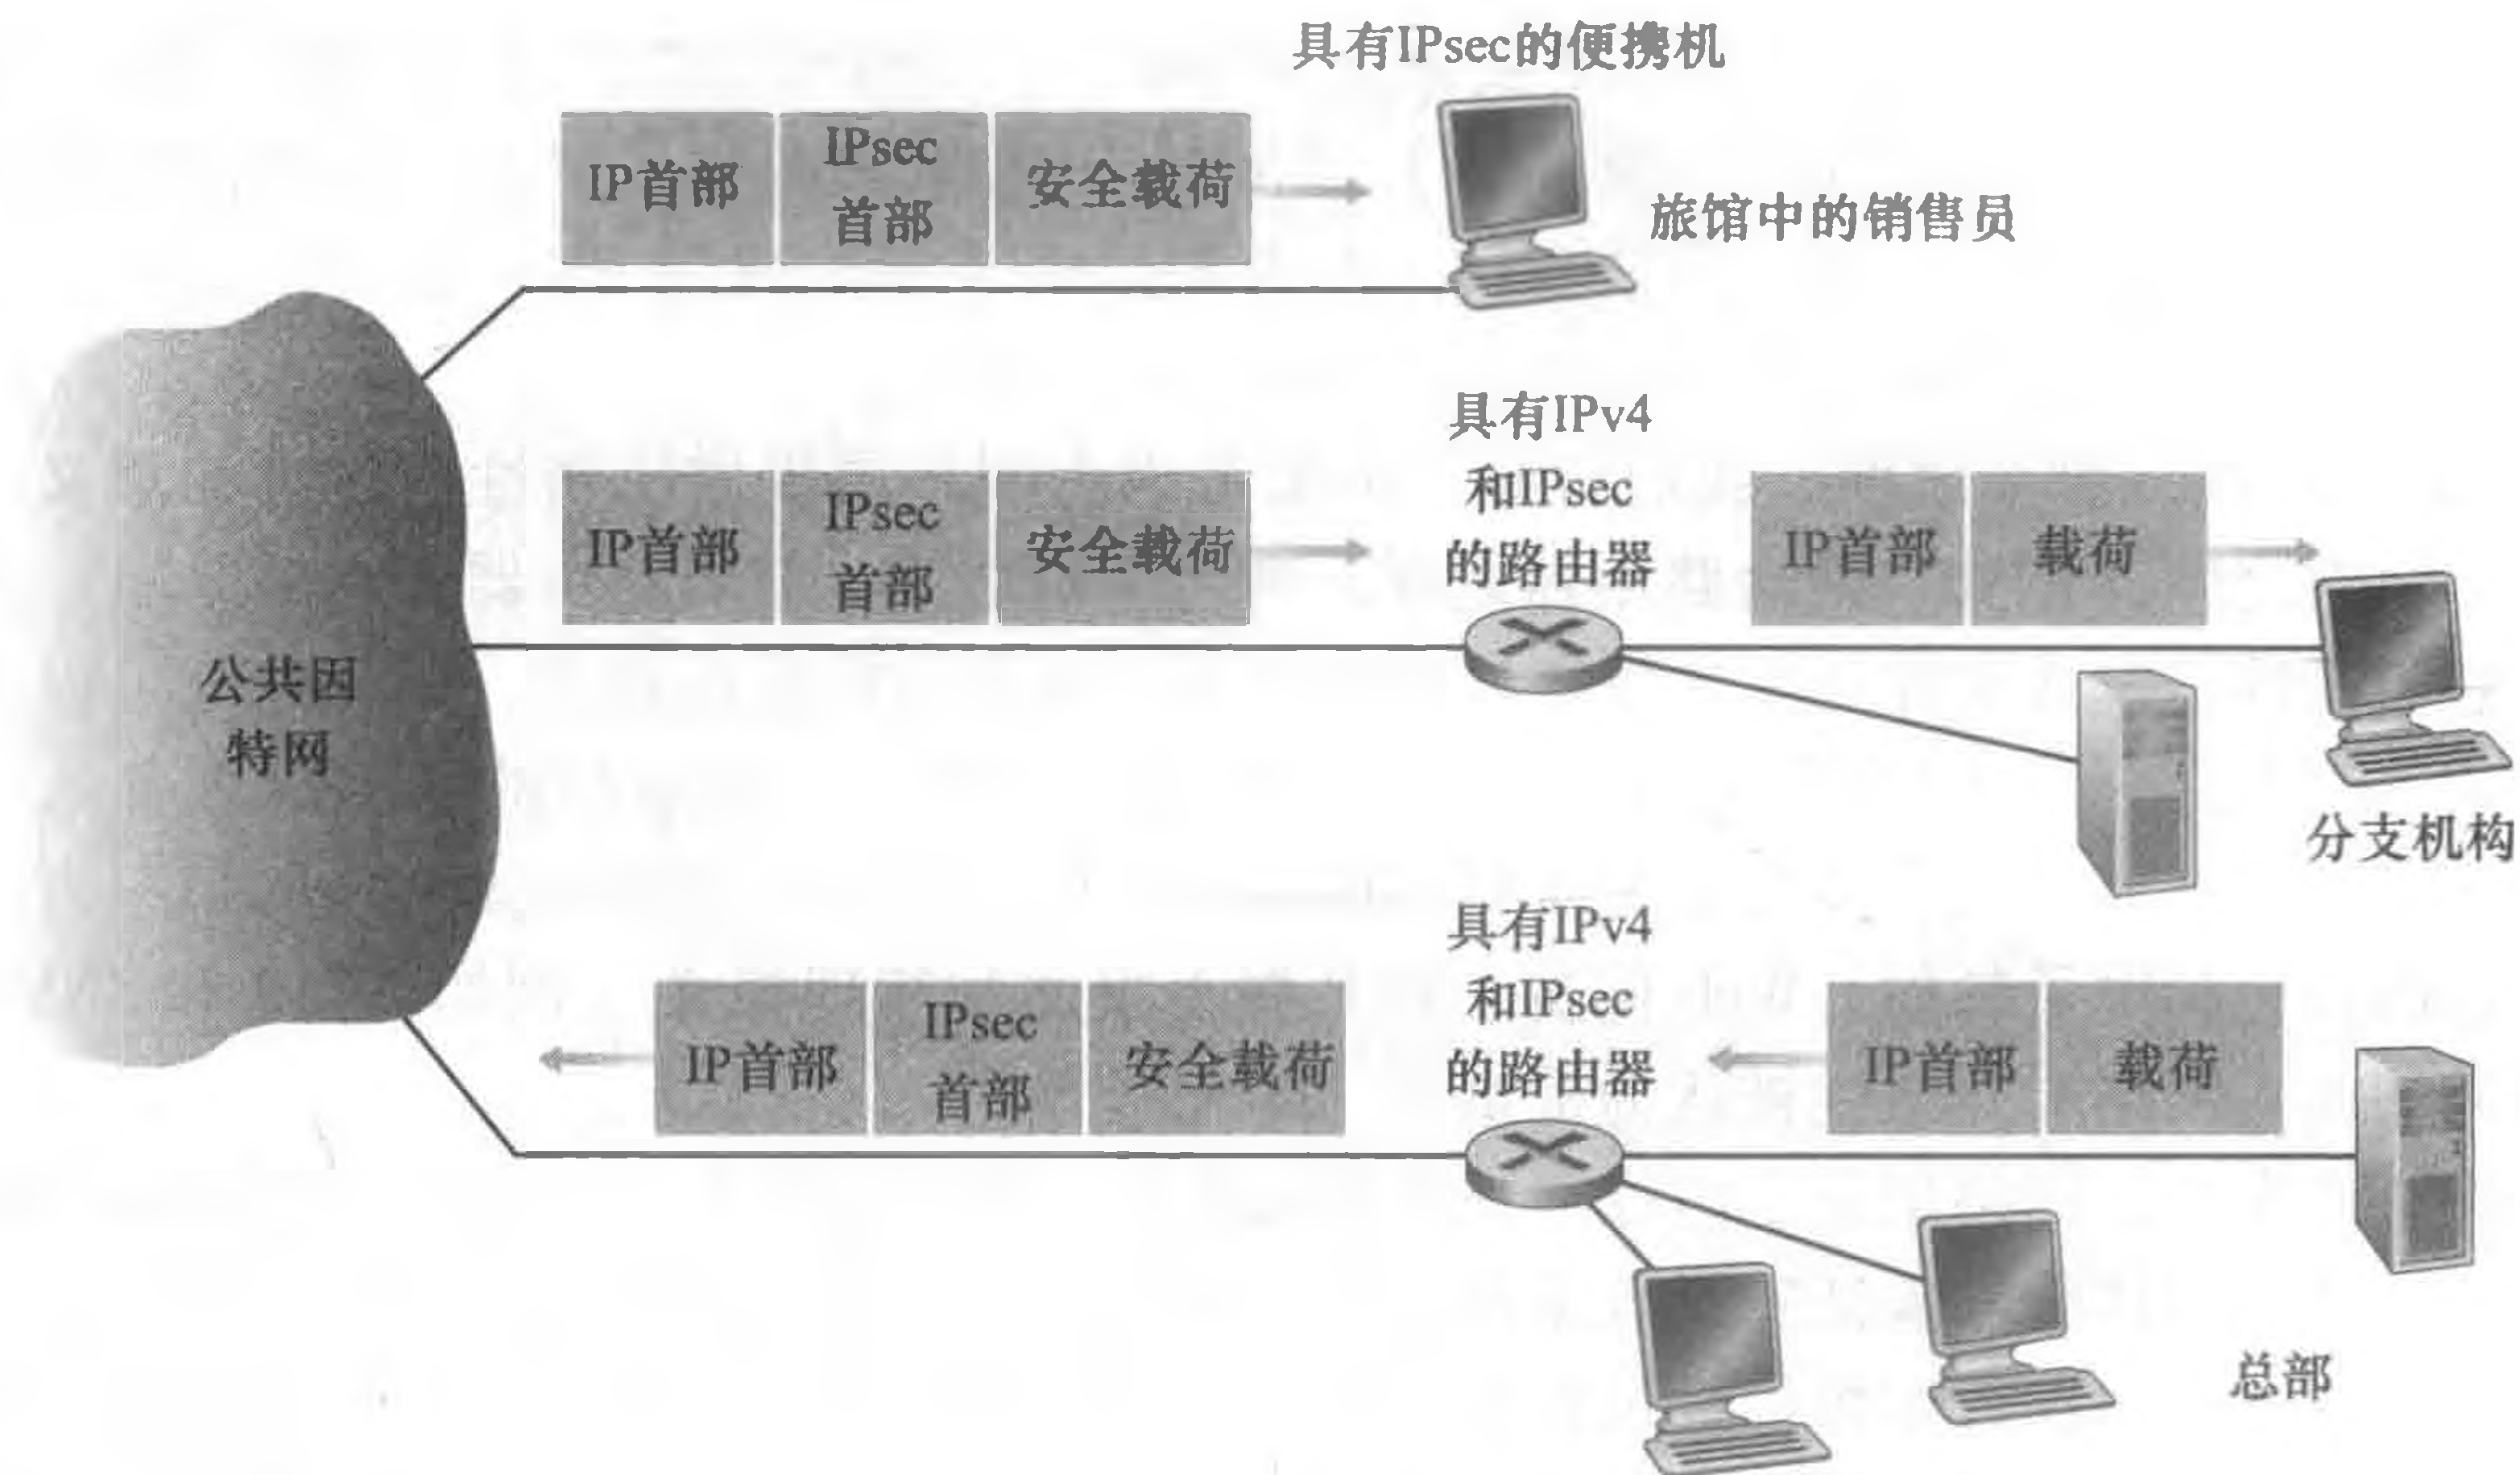 具有IPsec的便携机
IP首部
IPsec
首部
安全载荷
旅馆中的销售员
具有IPv4
和IPsec
的路由器
IP首部
IPsec
首部
安全载荷
IP首部
载荷
公共因
特网
分支机构
具有IPv4
和IPsec
的路由器
IP首部
IPsec
首部
安全载荷
IP首部
载荷
总部